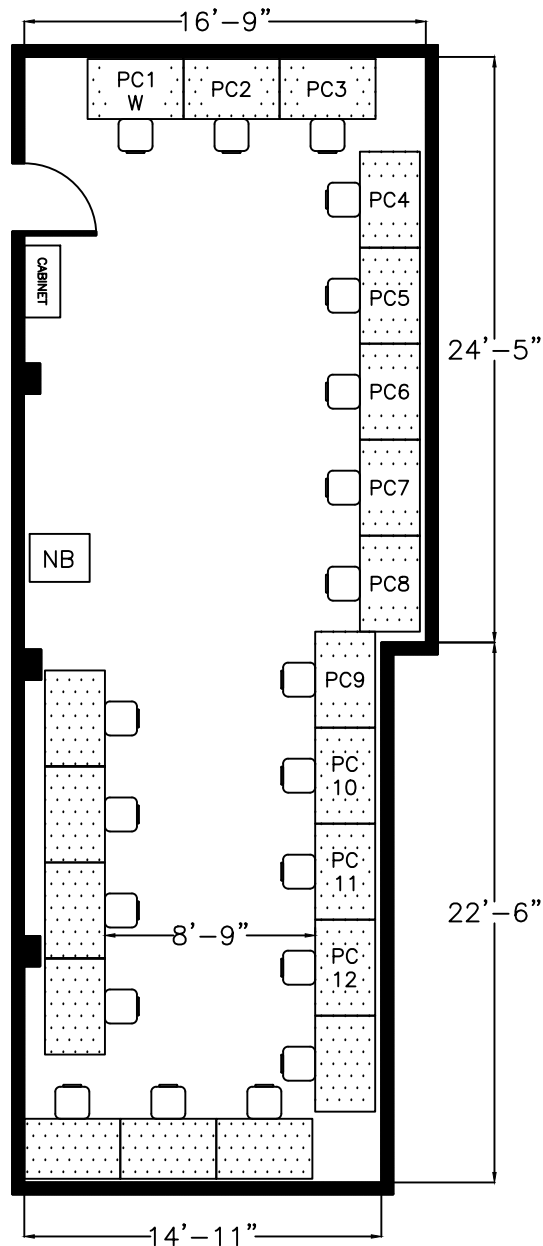 16'-9"
PC1
W
PC2
PC3
PC4
CABINET
PC5
24'-5"
PC6
PC7
NB
PC8
PC9
PC
10
PC
11
22'-6"
8'-9"
PC
12
14'-11"